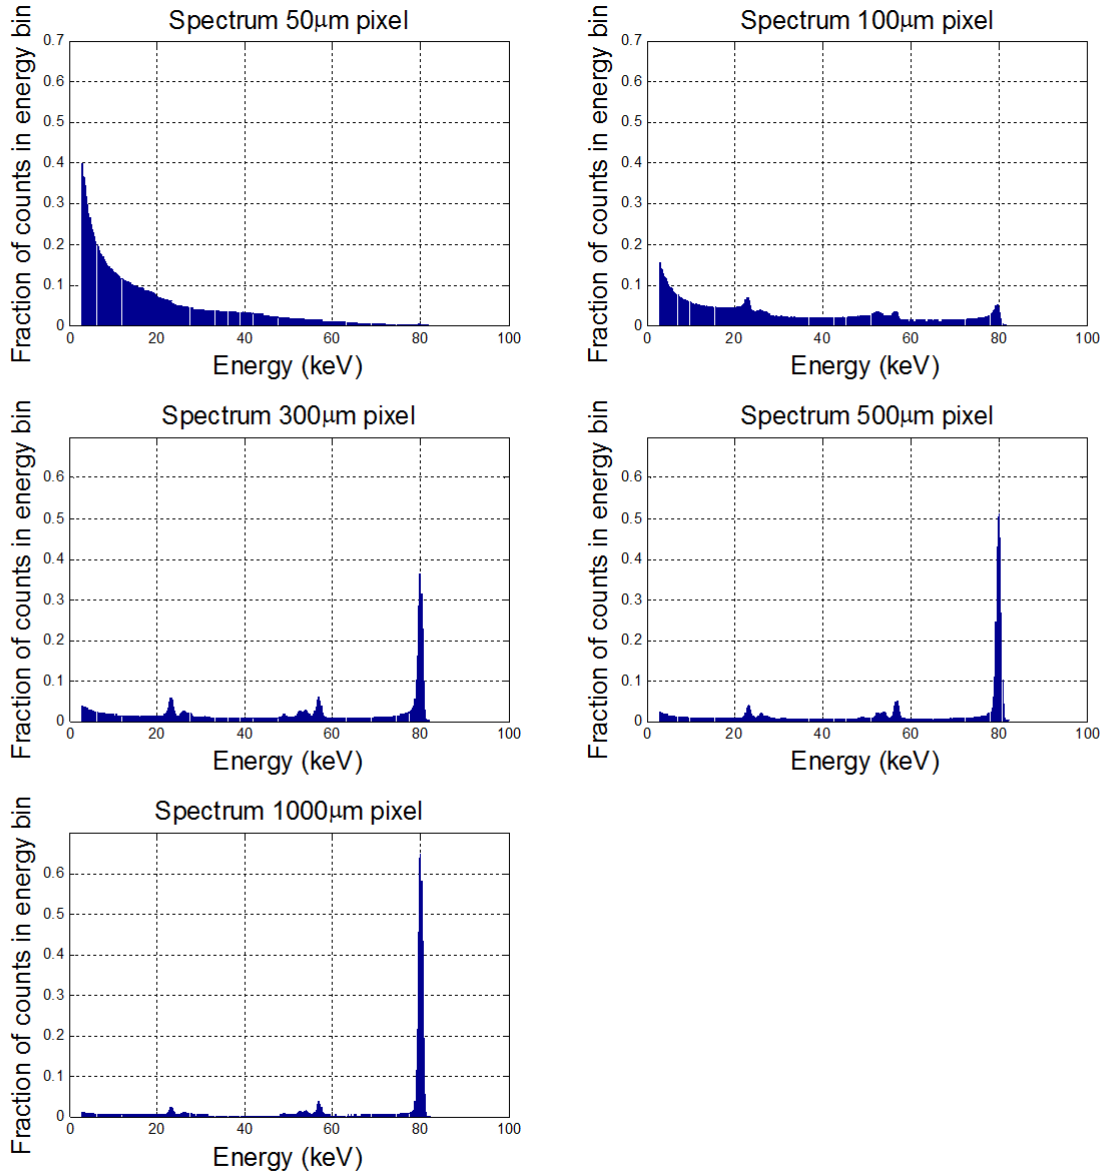 Spectrum 50µm pixel
Fraction of counts in energy bin
0.7
0.6
0.5
0.4
0.3
0.2
0.1
0
0 20 40 60 80 100
Energy (keV)
Spectrum 100µm pixel
Fraction of counts in energy bin
0.7
0.6
0.5
0.4
0.3
0.2
0.1
0
0 20 40 60 80 100
Energy (keV)
Spectrum 300µm pixel
Fraction of counts in energy bin
0.6
0.5
0.4
0.3
0.2
0.1
0
0 20 40 60 80 100
Energy (keV)
Spectrum 500µm pixel
Fraction of counts in energy bin
0.6
0.5
0.4
0.3
0.2
0.1
0
0 20 40 60 80 100
Energy (keV)
Spectrum 1000µm pixel
Fraction of counts in energy bin
0.6
0.5
0.4
0.3
0.2
0.1
0
0 20 40 60 80 100
Energy (keV)